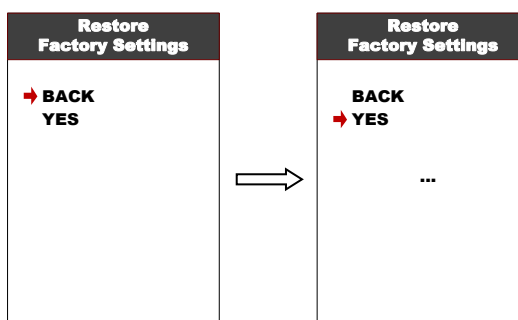 Restore
Factory Settings
BACK
YES
Restore
Factory Settings
BACK
YES
...